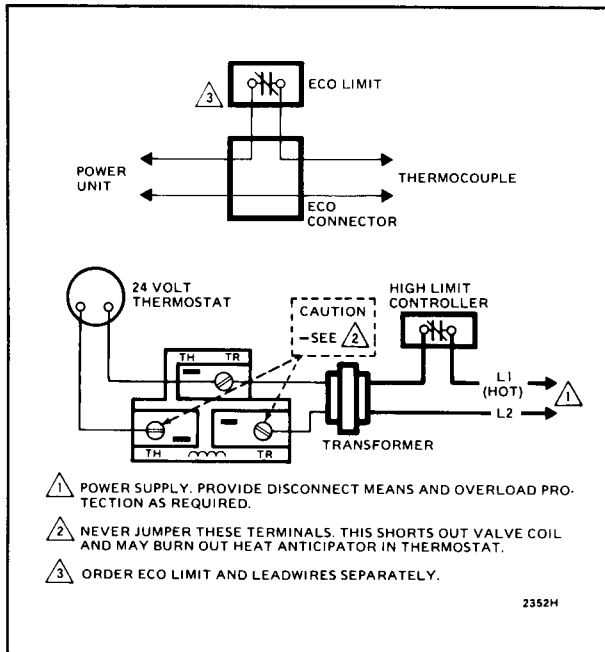 3
ECO LIMIT
POWER
UNIT
THERMOCOUPLE
ECO
CONNECTOR
24 VOLT
THERMOSTAT
CAUTION
–SEE 2
HIGH LIMIT
CONTROLLER
TH TR
L1
(HOT)
1
L2
TH TR
TRANSFORMER
1 POWER SUPPLY. PROVIDE DISCONNECT MEANS AND OVERLOAD PRO-
TECTION AS REQUIRED.
2 NEVER JUMPER THESE TERMINALS. THIS SHORTS OUT VALVE COIL
AND MAY BURN OUT HEAT ANTICIPATOR IN THERMOSTAT.
3 ORDER ECO LIMIT AND LEADWIRES SEPARATELY.
2352H